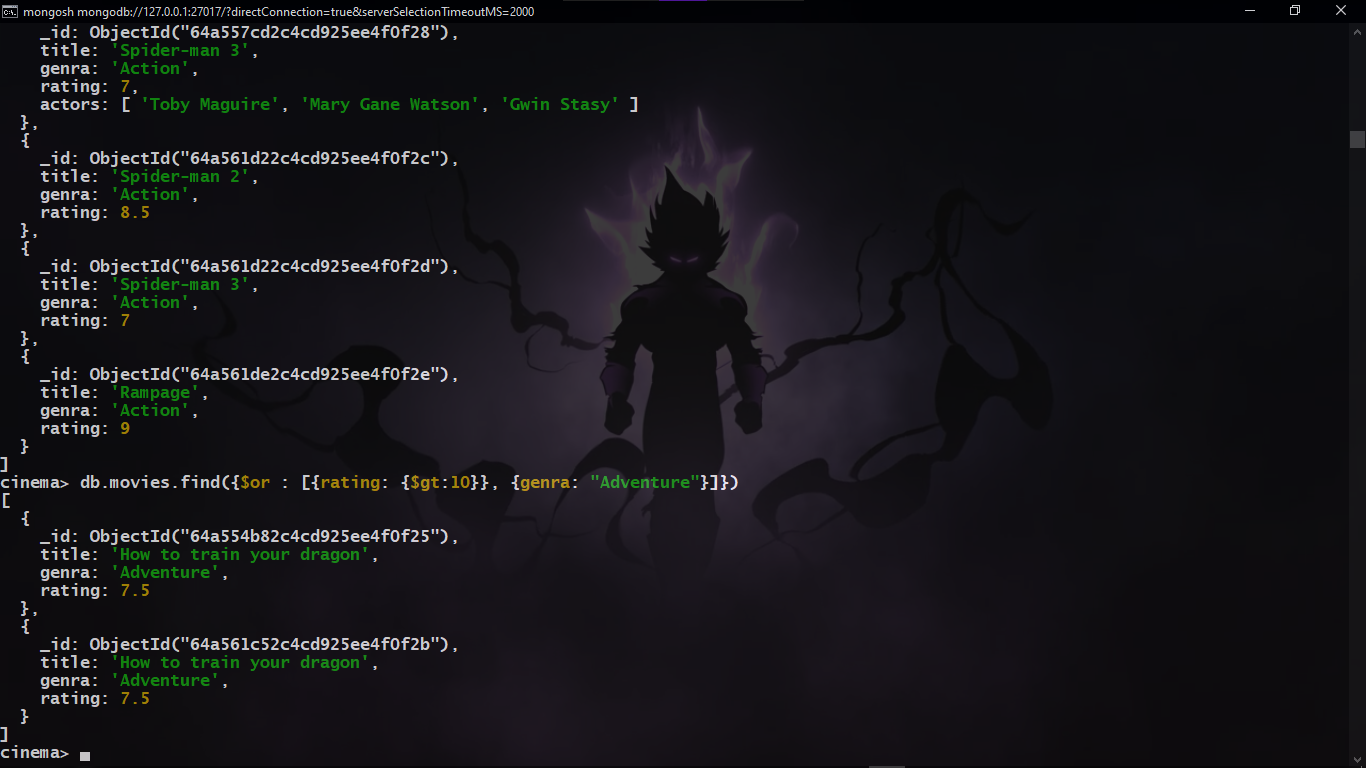 mongosh mongodb://127.0.0.1:27017/?directConnection=true&serverSelectionTimeoutMS=2000
_id: ObjectId("64a557cd2c4cd925ee4f0f28"),
title: 'Spider-man 3',
genra: 'Action',
rating: 7,
actors: [ 'Toby Maguire', 'Mary Gane Watson', 'Gwin Stasy' ]
},
{
_id: ObjectId("64a561d22c4cd925ee4f0f2c"),
title: 'Spider-man 2',
genra: 'Action',
rating: 8.5
},
{
_id: ObjectId("64a561d22c4cd925ee4f0f2d"),
title: 'Spider-man 3',
genra: 'Action',
rating: 7
},
{
_id: ObjectId("64a561de2c4cd925ee4f0f2e"),
title: 'Rampage',
genra: 'Action',
rating: 9
}
]
cinema> db.movies.find({$or : [{rating: {$gt:10}}, {genra: "Adventure"}]})
[
{
_id: ObjectId("64a554b82c4cd925ee4f0f25"),
title: 'How to train your dragon',
genra: 'Adventure',
rating: 7.5
},
{
_id: ObjectId("64a561c52c4cd925ee4f0f2b"),
title: 'How to train your dragon',
genra: 'Adventure',
rating: 7.5
}
]
cinema>